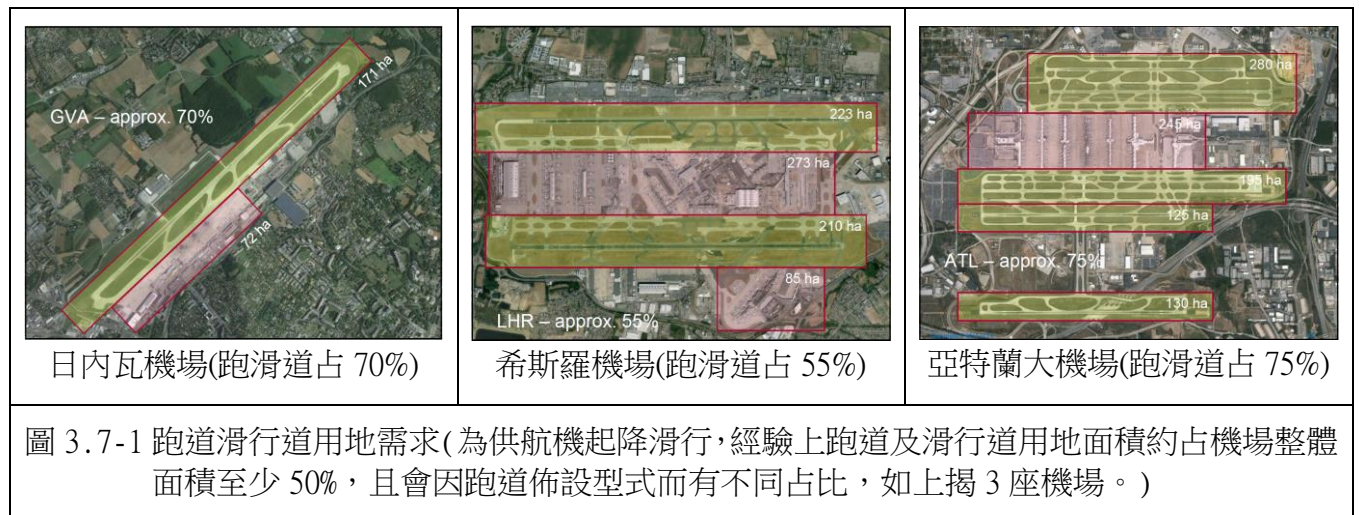 GVA – approx. 70%
171 ha
72 ha
223 ha
273 ha
210 ha
85 ha
LHR – approx. 55%
280 ha
245 ha
195 ha
125 ha
ATL – approx. 75%
130 ha
日內瓦機場(跑滑道占 70%)
希斯羅機場(跑滑道占 55%)
亞特蘭大機場(跑滑道占 75%)
圖 3.7-1 跑道滑行道用地需求(為供航機起降滑行,經驗上跑道及滑行道用地面積約占機場整體
面積至少 50%,且會因跑道佈設型式而有不同占比,如上揭 3 座機場。)